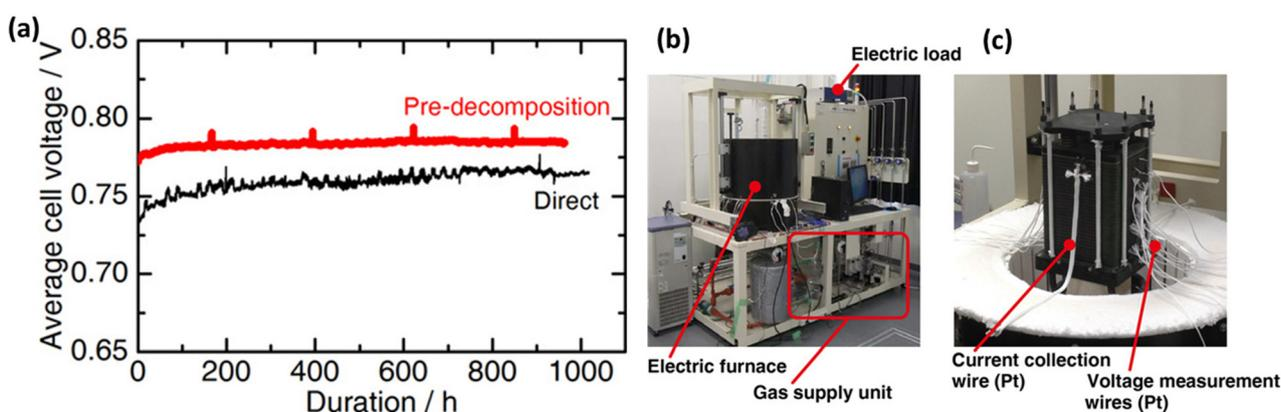 (a)
Average cell voltage / V
0.85
0.80
0.75
0.70
0.65
Pre-decomposition
Direct
0 200 400 600 800 1000
Duration / h
(b)
Electric load
Electric furnace
Gas supply unit
(c)
Current collection
wire (Pt)
Voltage measurement
wires (Pt)